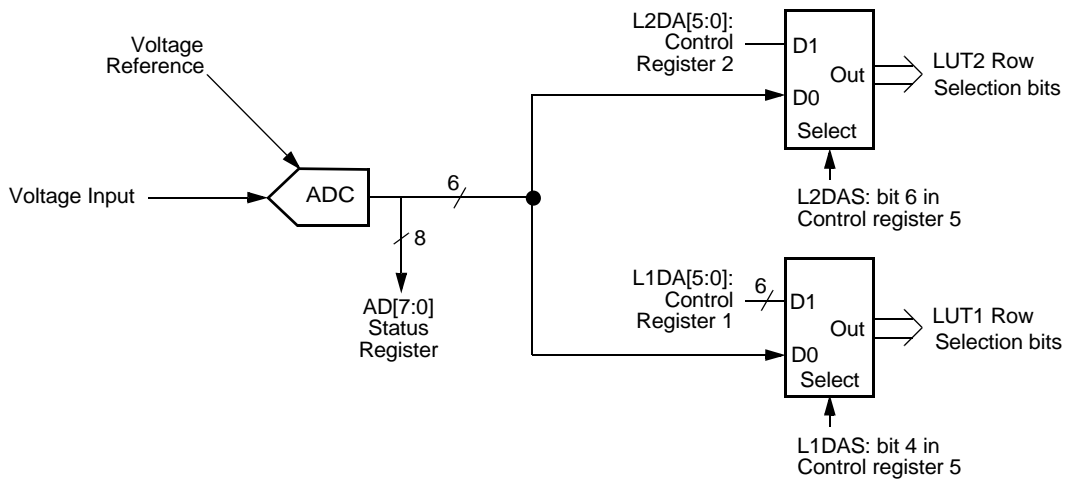 L2DA[5:0]:
Control
Register 2
D1
Out
D0
Select
LUT2 Row
Selection bits
L2DAS: bit 6 in
Control register 5
Voltage
Reference
Voltage Input
ADC
6
8
AD[7:0]
Status
Register
L1DA[5:0]:
Control
Register 1
6
D1
Out
D0
Select
LUT1 Row
Selection bits
L1DAS: bit 4 in
Control register 5